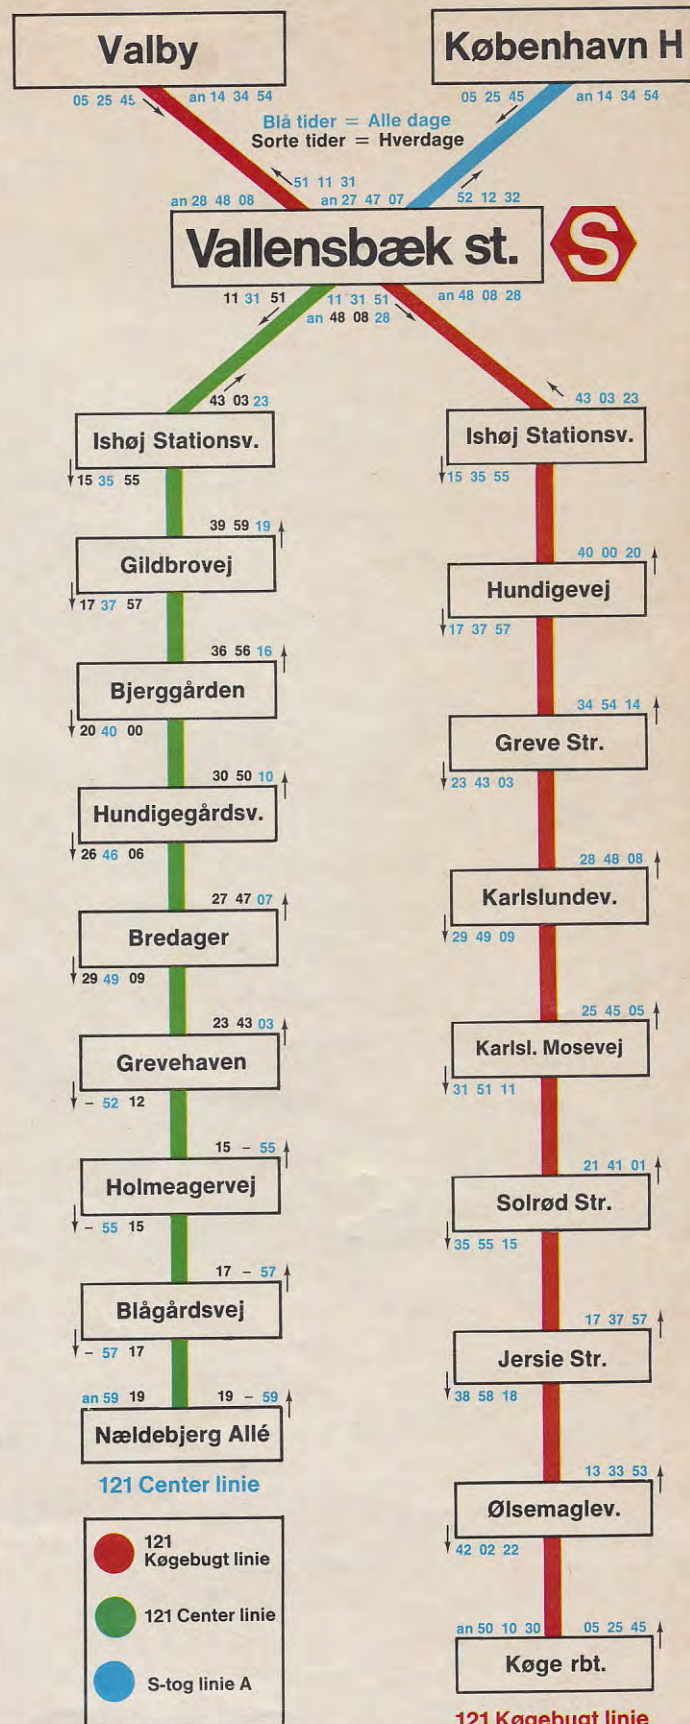 Valby
København H
05 25 45
an 14 34 54
05 25 45
an 14 34 54
Blå tider = Alle dage
Sorte tider = Hverdage
51 11 31
an 28 48 08
an 27 47 07
52 12 32
Vallensbæk st.
S
11 31 51
11 31 51
an 48 08 28
an 48 08 28
43 03 23
Ishøj Stationsv.
15 35 55
39 59 19
Gildbrovej
17 37 57
36 56 16
Bjerggården
20 40 00
30 50 10
Hundigegårdsv.
26 46 06
27 47 07
Bredager
29 49 09
23 43 03
Grevehaven
– 52 12
15 – 55
Holmeagervej
– 55 15
17 – 57
Blågårdsvej
– 57 17
an 59 19
19 – 59
Nældebjerg Allé
121 Center linie
43 03 23
Ishøj Stationsv.
15 35 55
40 00 20
Hundigevej
17 37 57
34 54 14
Greve Str.
23 43 03
28 48 08
Karlslundev.
29 49 09
25 45 05
Karlsl. Mosevej
31 51 11
21 41 01
Solrød Str.
35 55 15
17 37 57
Jersie Str.
38 58 18
13 33 53
Ølsemaglev.
42 02 22
an 50 10 30
05 25 45
Køge rbt.
121 Køgebugt linie
121
Køgebugt linie
121 Center linie
S-tog linie A